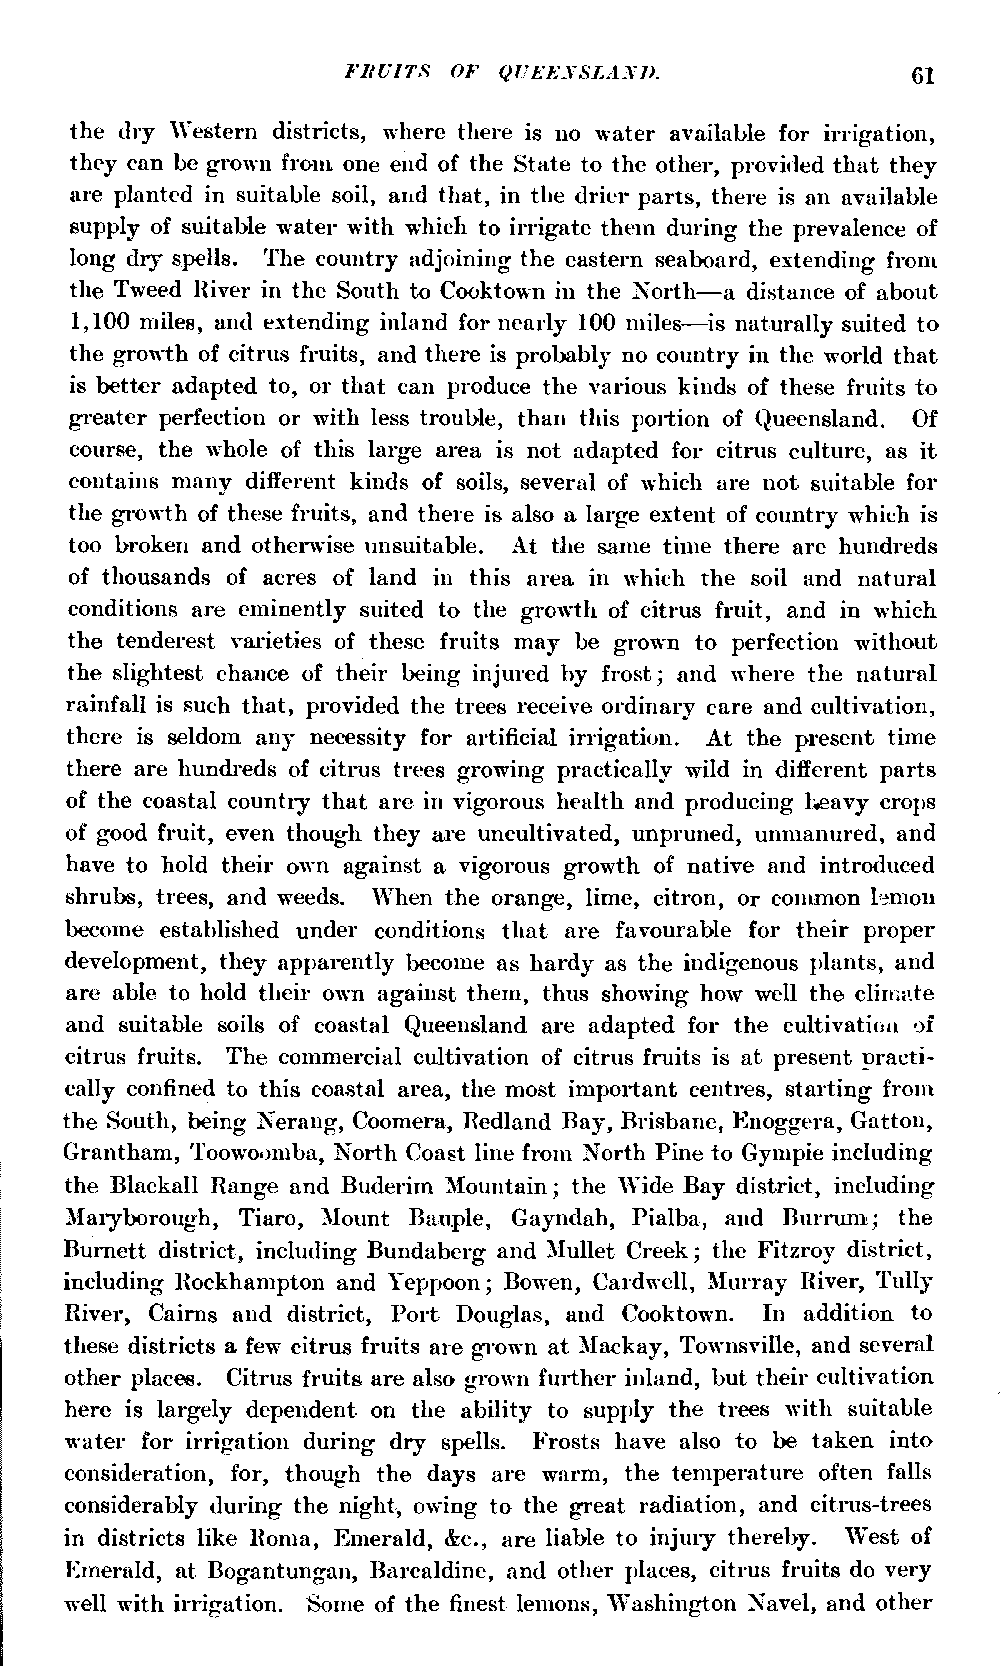 FRUITS OF QUEENSLAND. 61
the dry Western districts, where there is no water available for irrigation,
they can be grown from one end of the State to the other, provided that they
are planted in suitable soil, and that, in the drier parts, there is an available
supply of suitable water with which to irrigate them during the prevalence of
long dry spells. The country adjoining the eastern seaboard, extending from
the Tweed River in the South to Cooktown in the North—a distance of about
1,100 miles, and extending inland for nearly 100 miles—is naturally suited to
the growth of citrus fruits, and there is probably no country in the world that
is better adapted to, or that can produce the various kinds of these fruits to
greater perfection or with less trouble, than this portion of Queensland. Of
course, the whole of this large area is not adapted for citrus culture, as it
contains many different kinds of soils, several of which are not suitable for
the growth of these fruits, and there is also a large extent of country which is
too broken and otherwise unsuitable. At the same time there are hundreds
of thousands of acres of land in this area in which the soil and natural
conditions are eminently suited to the growth of citrus fruit, and in which
the tenderest varieties of these fruits may be grown to perfection without
the slightest chance of their being injured by frost; and where the natural
rainfall is such that, provided the trees receive ordinary care and cultivation,
there is seldom any necessity for artificial irrigation. At the present time
there are hundreds of citrus trees growing practically wild in different parts
of the coastal country that are in vigorous health and producing heavy crops
of good fruit, even though they are uncultivated, unpruned, unmanured, and
have to hold their own against a vigorous growth of native and introduced
shrubs, trees, and weeds. When the orange, lime, citron, or common lemon
become established under conditions that are favourable for their proper
development, they apparently become as hardy as the indigenous plants, and
are able to hold their own against them, thus showing how well the climate
and suitable soils of coastal Queensland are adapted for the cultivation of
citrus fruits. The commercial cultivation of citrus fruits is at present practi-
cally confined to this coastal area, the most important centres, starting from
the South, being Nerang, Coomera, Redland Bay, Brisbane, Enoggera, Gatton,
Grantham, Toowoomba, North Coast line from North Pine to Gympie including
the Blackall Range and Buderim Mountain; the Wide Bay district, including
Maryborough, Tiaro, Mount Bauple, Gayndah, Pialba, and Burrum; the
Burnett district, including Bundaberg and Mullet Creek; the Fitzroy district,
including Rockhampton and Yeppoon; Bowen, Cardwell, Murray River, Tully
River, Cairns and district, Port Douglas, and Cooktown. In addition to
these districts a few citrus fruits are grown at Mackay, Townsville, and several
other places. Citrus fruits are also grown further inland, but their cultivation
here is largely dependent on the ability to supply the trees with suitable
water for irrigation during dry spells. Frosts have also to be taken into
consideration, for, though the days are warm, the temperature often falls
considerably during the night, owing to the great radiation, and citrus-trees
in districts like Roma, Emerald, &c., are liable to injury thereby. West of
Emerald, at Bogantungan, Barcaldine, and other places, citrus fruits do very
well with irrigation. Some of the finest lemons, Washington Navel, and other